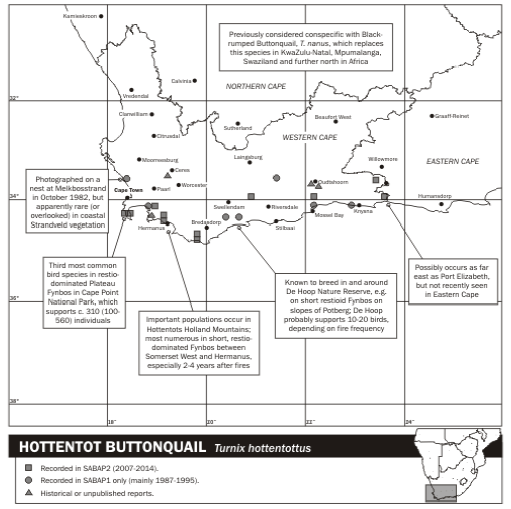 Kamieskroon
Previously considered conspecific with Black-
rumped Buttonquail, T. nanus, which replaces
this species in KwaZulu-Natal, Mpumalanga,
Swaziland and further north in Africa
Calvinia
NORTHERN CAPE
Vredendal
32°
Clanwilliam
Graaff-Reinet
Beaufort West
Sutherland
Citrusdal
WESTERN CAPE
Laingsburg
Moorreesburg
EASTERN CAPE
Willowmore
Ceres
Photographed on a
nest at Melkbosstrand
in October 1982, but
apparently rare (or
overlooked) in coastal
Strandveld vegetation
Oudtshoorn
Worcester
Cape Town
Paarl
34°
Humansdorp
Swellendam
Riversdale
Knysna
Mossel Bay
Bredasdorp
Stilbaai
Hermanus
Third most common
bird species in restio-
dominated Plateau
Fynbos in Cape Point
National Park, which
supports c. 310 (100-
560) individuals
Possibly occurs as far
east as Port Elizabeth,
but not recently seen
in Eastern Cape
Known to breed in and around
De Hoop Nature Reserve, e.g.
on short restioid Fynbos on
slopes of Potberg; De Hoop
probably supports 10-20 birds,
depending on fire frequency
36°
Important populations occur in
Hottentots Holland Mountains;
most numerous in short, restio-
dominated Fynbos between
Somerset West and Hermanus,
especially 2-4 years after fires
38°
18°
20°
22°
24°
HOTTENTOT BUTTONQUAIL Turnix hottentottus
Recorded in SABAP2 (2007-2014).
Recorded in SABAP1 only (mainly 1987-1995).
Historical or unpublished reports.